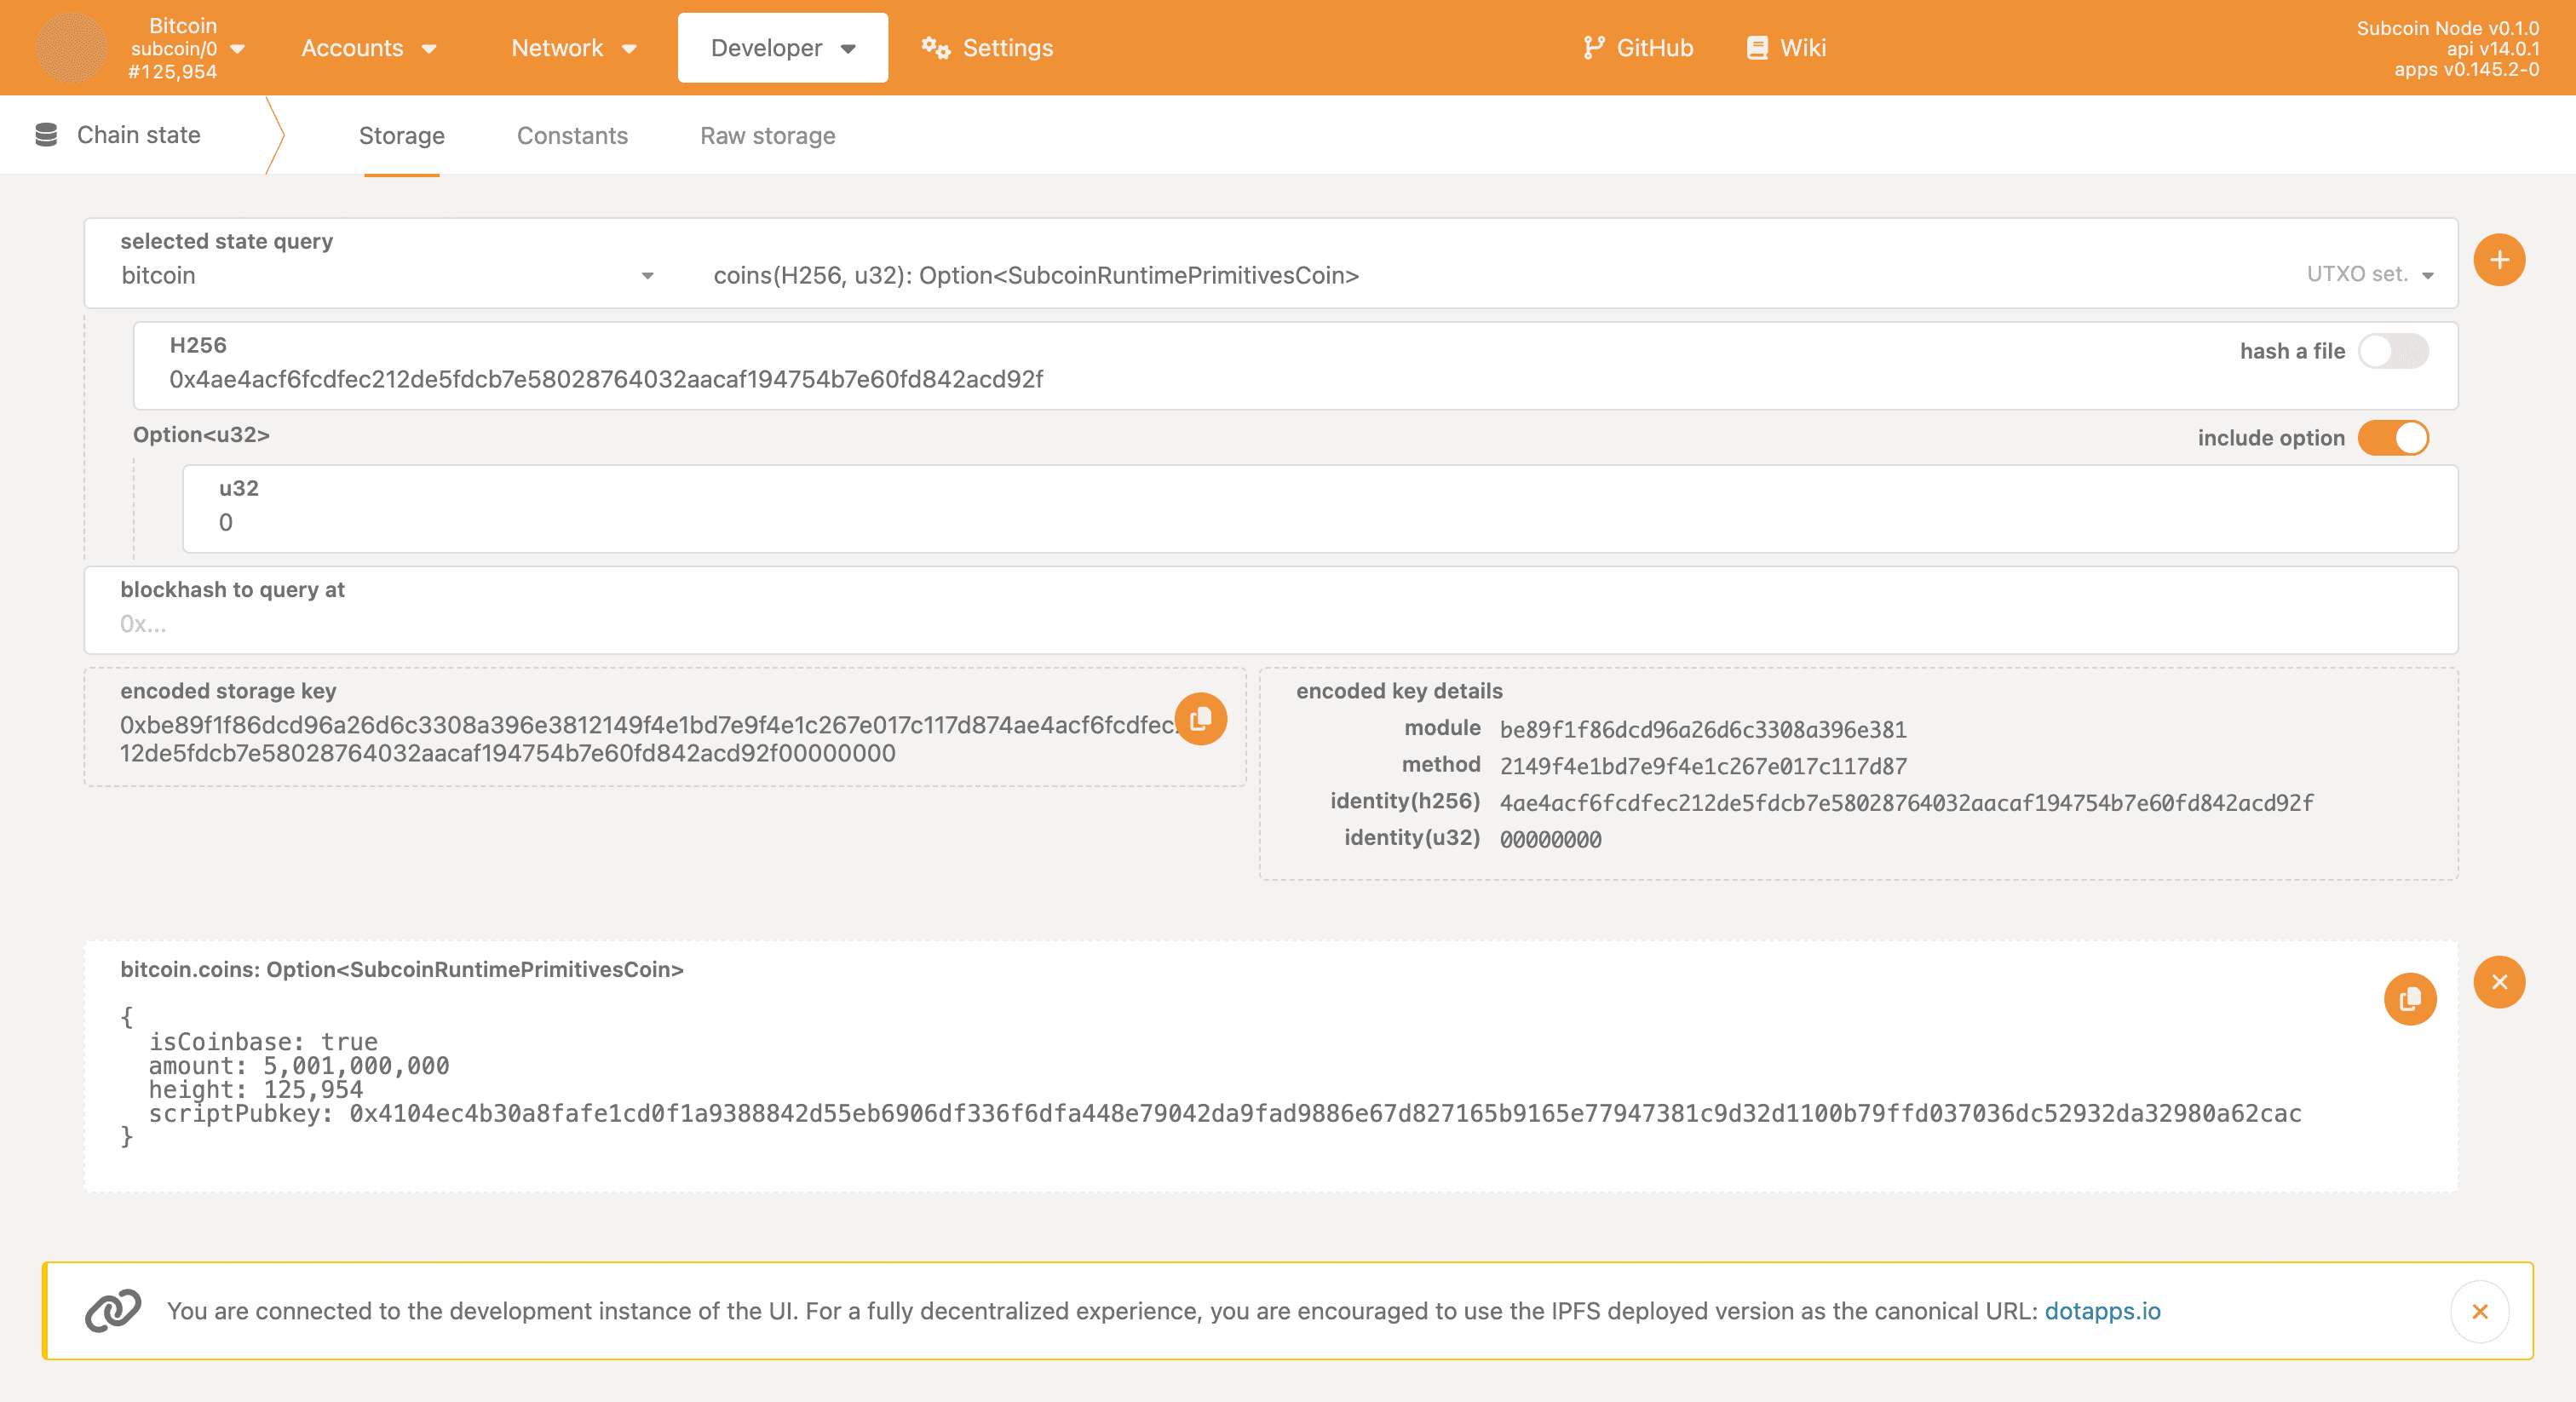 Bitcoin
subcoin/0
#125,954
Accounts
Network
Developer
Settings
GitHub
Wiki
Subcoin Node v0.1.0
api v14.0.1
apps v0.145.2-0
Chain state
Storage
Constants
Raw storage
selected state query
bitcoin
coins(H256, u32): Option<SubcoinRuntimePrimitivesCoin>
UTXO set.
H256
0x4ae4acf6fcdfec212de5fdcb7e58028764032aacaf194754b7e60fd842acd92f
hash a file
Option<u32>
include option
u32
0
blockhash to query at
0x...
encoded storage key
0xbe89f1f86dcd96a26d6c3308a396e3812149f4e1bd7e9f4e1c267e017c117d874ae4acf6fcdfec
12de5fdcb7e58028764032aacaf194754b7e60fd842acd92f00000000
encoded key details
module be89f1f86dcd96a26d6c3308a396e381
method 2149f4e1bd7e9f4e1c267e017c117d87
identity(h256) 4ae4acf6fcdfec212de5fdcb7e58028764032aacaf194754b7e60fd842acd92f
identity(u32) 00000000
bitcoin.coins: Option<SubcoinRuntimePrimitivesCoin>
{
isCoinbase: true
amount: 5,001,000,000
height: 125,954
scriptPubkey: 0x4104ec4b30a8fafe1cd0f1a9388842d55eb6906df336f6dfa448e79042da9fad9886e67d827165b9165e77947381c9d32d1100b79ffd037036dc52932da32980a62cac
}
You are connected to the development instance of the UI. For a fully decentralized experience, you are encouraged to use the IPFS deployed version as the canonical URL: dotapps.io